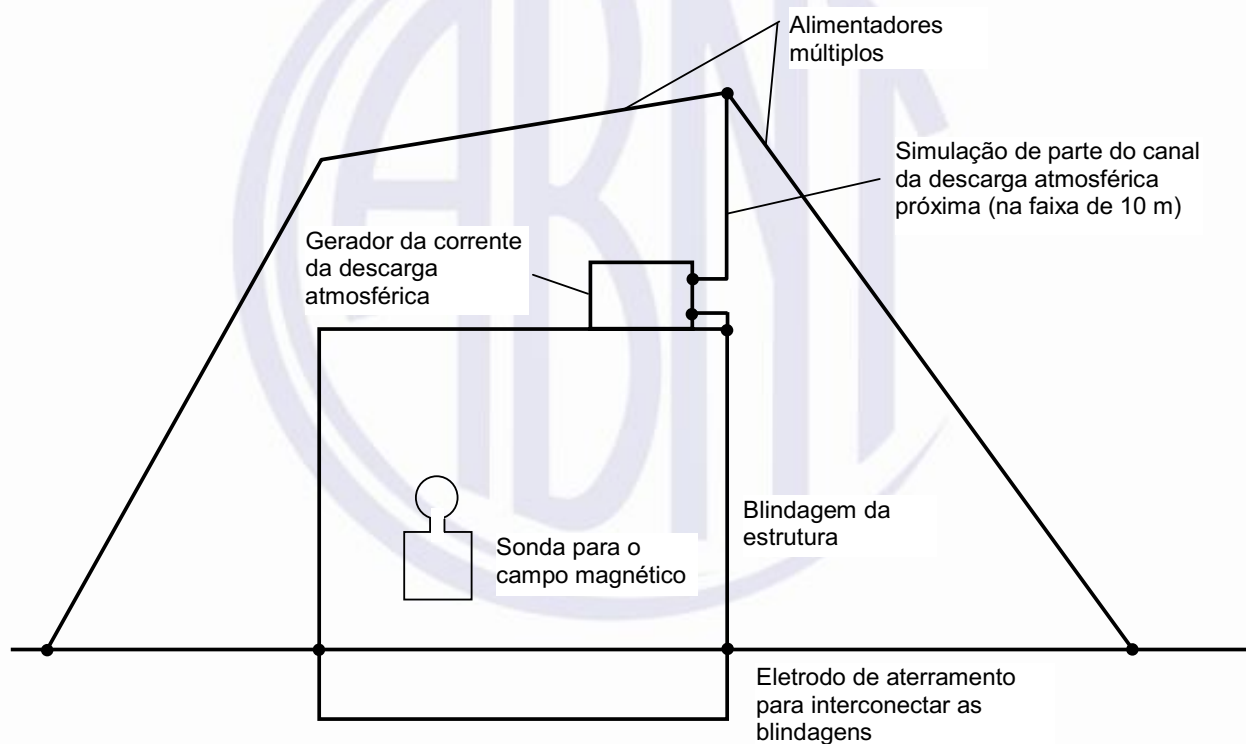 Alimentadores
múltiplos
Simulação de parte do canal
da descarga atmosférica
próxima (na faixa de 10 m)
Gerador da corrente
da descarga
atmosférica
Blindagem da
estrutura
Sonda para o
campo magnético
Eletrodo de aterramento
para interconectar as
blindagens
ABNT